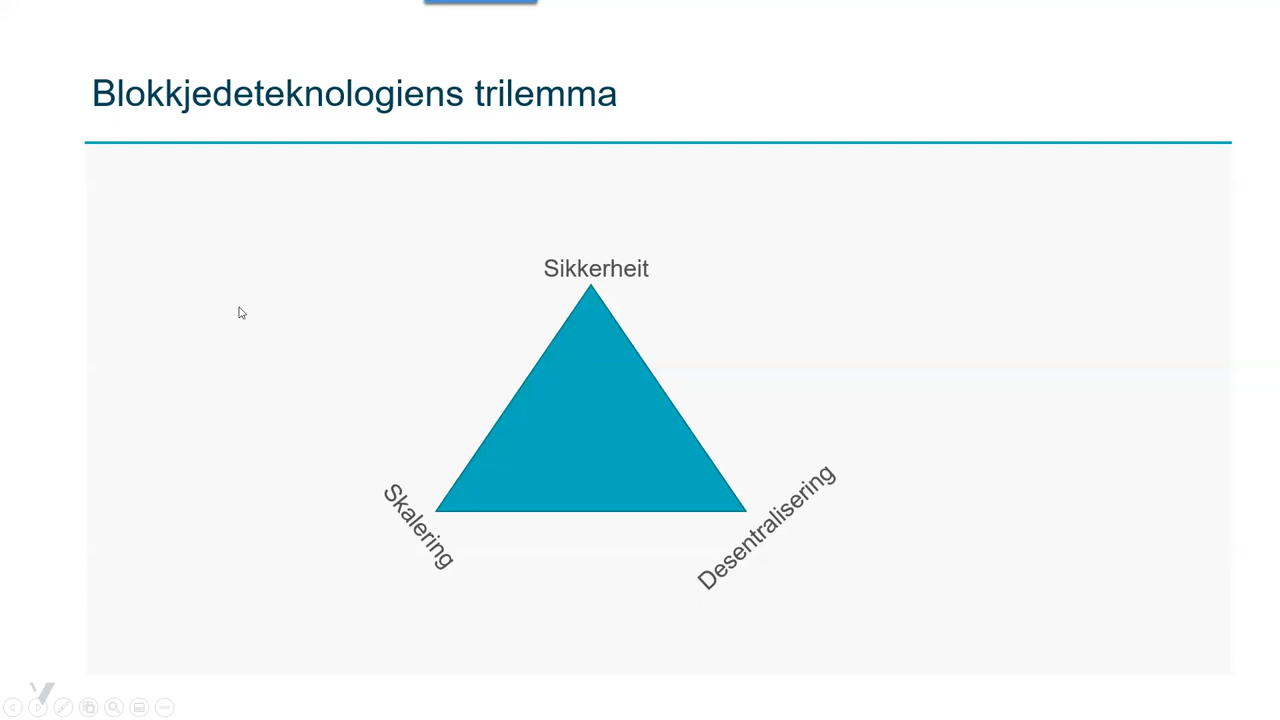 Blokkjedeteknologiens trilemma
Sikkerheit
Skalering
Desentralisering